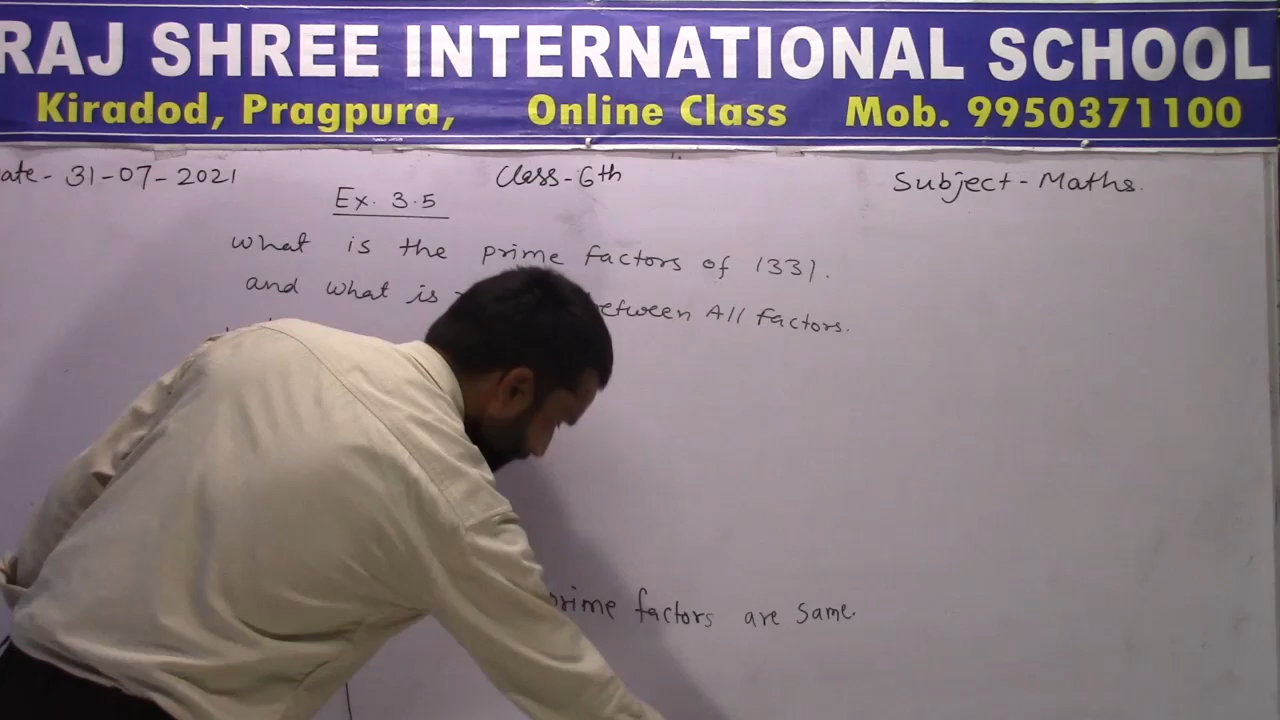 RAJ SHREE INTERNATIONAL SCHOOL
Kiradod, Pragpura, Online Class Mob. 9950371100
ate- 31-07-2021 Class-6th Subject-Maths.
Ex. 3.5
What is the prime factors of 1331.
and what is etween All factors.
prime factors are same.